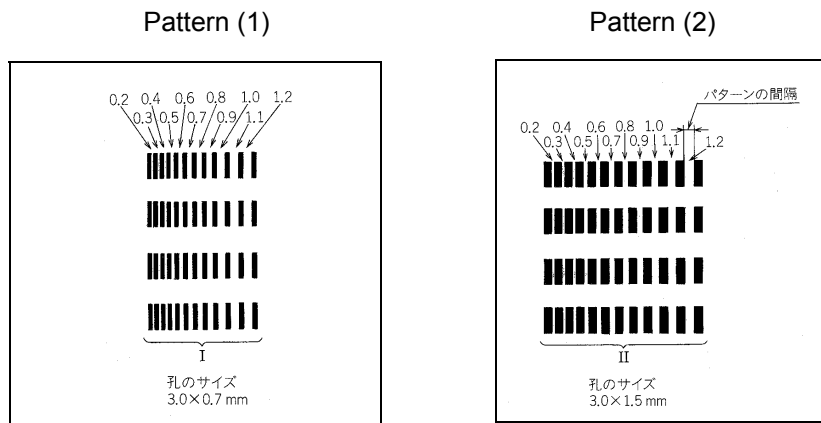 Pattern (1)
0.2 0.4 0.6 0.8 1.0 1.2
0.3 0.5 0.7 0.9 1.1
I
孔のサイズ
3.0×0.7 mm
Pattern (2)
パターンの間隔
0.2 0.4 0.6 0.8 1.0
0.3 0.5 0.7 0.9 1.1 1.2
II
孔のサイズ
3.0×1.5 mm